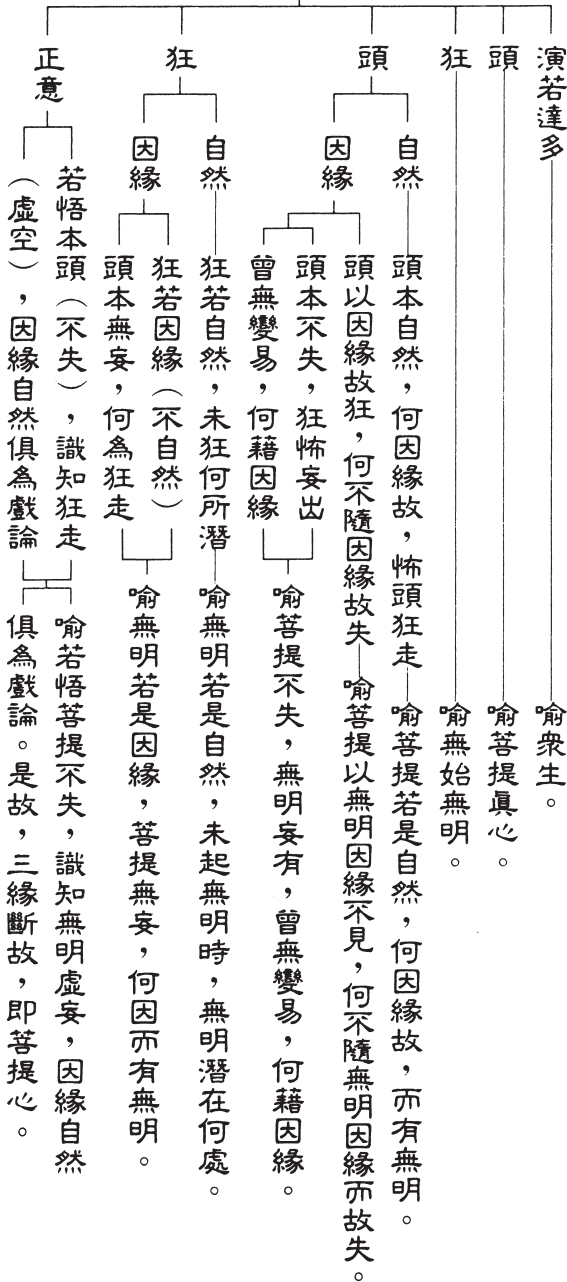 演若達多
喻眾生。
頭
喻菩提真心。
狂
喻無始無明。
頭
自然
頭本自然，何因緣故，怖頭狂走
喻菩提若是自然，何因緣故，而有無明。
因緣
頭以因緣故狂，何不隨因緣故失
喻菩提以無明因緣不見，何不隨無明因緣而故失。
頭本不失，狂怖妄出
曾無變易，何藉因緣
喻菩提不失，無明妄有，曾無變易，何藉因緣。
狂
自然
狂若自然，未狂何所潛
喻無明若是自然，未起無明時，無明潛在何處。
因緣
狂若因緣（不自然）
頭本無妄，何為狂走
喻無明若是因緣，菩提無妄，何因而有無明。
正意
若悟本頭（不失），識知狂走
（虛空），因緣自然俱為戲論
喻若悟菩提不失，識知無明虛妄，因緣自然
俱為戲論。是故，三緣斷故，即菩提心。